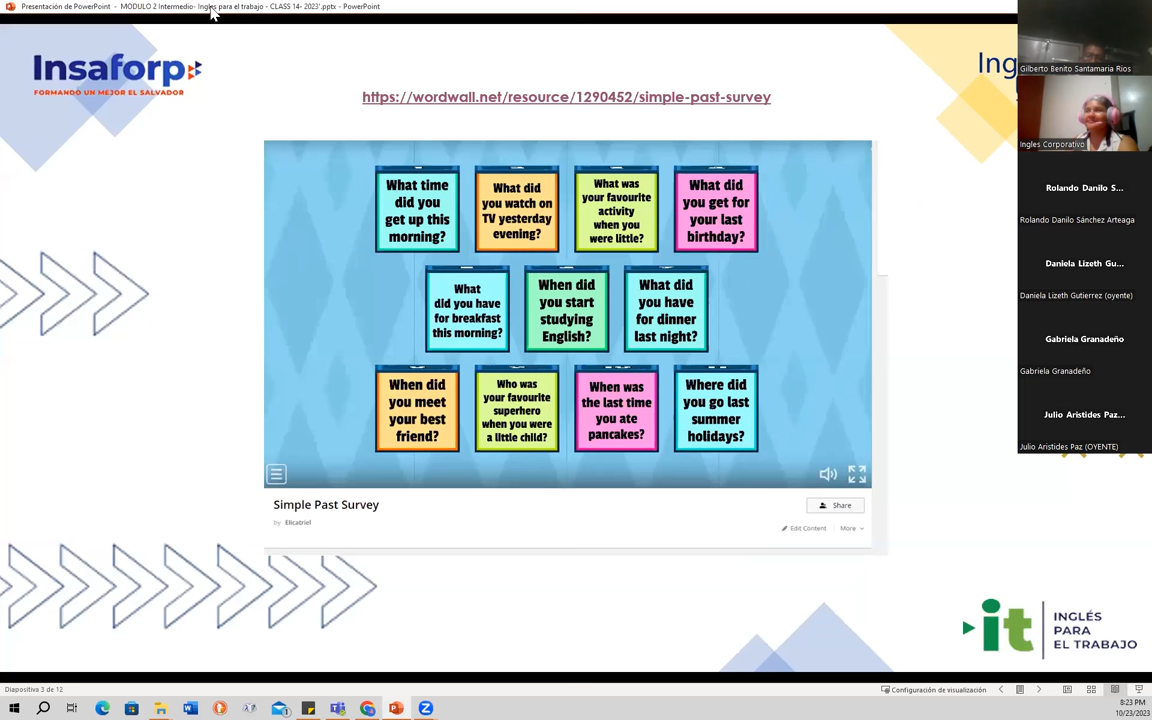 Presentación de PowerPoint - MODULO 2 Intermedio- Ingles para el trabajo - CLASS 14- 2023'.pptx - PowerPoint
Insaforp
FORMANDO UN MEJOR EL SALVADOR
https://wordwall.net/resource/1290452/simple-past-survey
Ing
What time
did you
get up this
morning?
What did
you watch on
TV yesterday
evening?
What was
your favourite
activity
when you
were little?
What did
you get for
your last
birthday?
What
did you have
for breakfast
this morning?
When did
you start
studying
English?
What did
you have
for dinner
last night?
When did
you meet
your best
friend?
Who was
your favourite
superhero
when you were
a little child?
When was
the last time
you ate
pancakes?
Where did
you go last
summer
holidays?
Simple Past Survey
by Elicatriel
Share
Edit Content
More
Gilberto Benito Santamaria Rios
Ingles Corporativo
Rolando Danilo S...
Rolando Danilo Sánchez Arteaga
Daniela Lizeth Gu...
Daniela Lizeth Gutierrez (oyente)
Gabriela Granadeño
Gabriela Granadeño
Julio Aristides Paz...
Julio Aristides Paz (OYENTE)
it
INGLÉS
PARA
EL TRABAJO
Diapositiva 3 de 12
Configuración de visualización
8:23 PM
10/23/2023